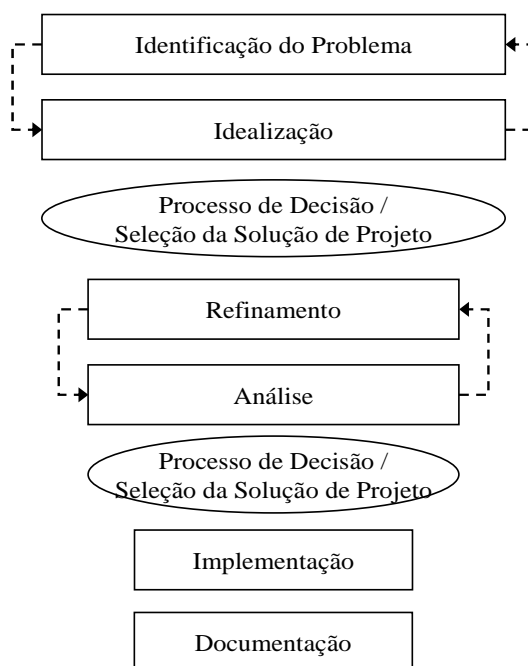 Identificação do Problema
Idealização
Processo de Decisão /
Seleção da Solução de Projeto
Refinamento
Análise
Processo de Decisão /
Seleção da Solução de Projeto
Implementação
Documentação